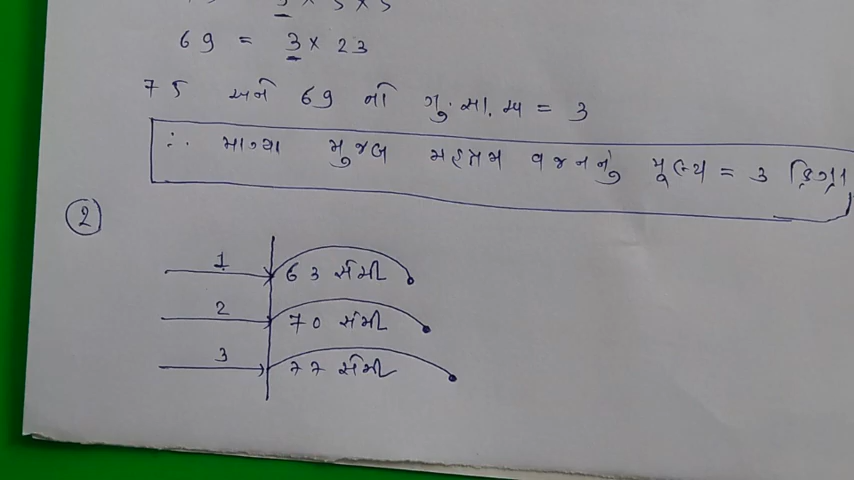 69 = 3 × 23
75 અને 69 નો ગુ.સા.અ = 3
∴ માગ્યા મુજબ મહત્તમ વજનનું મૂલ્ય = 3 કિગ્રા
2
1 63 સેમી
2 70 સેમી
3 77 સેમી